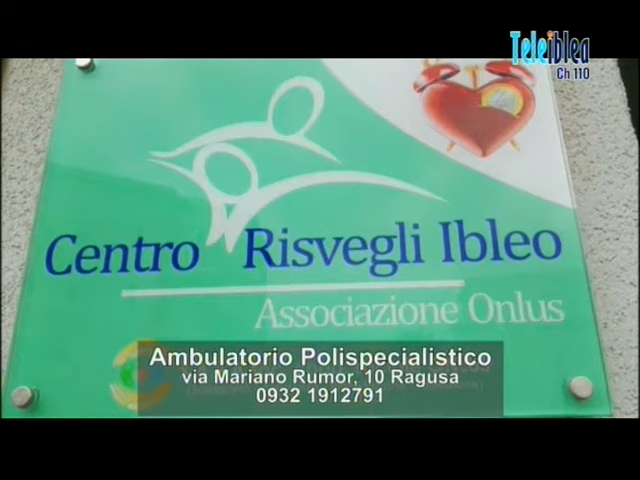 Teleiblea
Ch 110
Centro Risvegli Ibleo
Associazione Onlus
Ambulatorio Polispecialistico
via Mariano Rumor, 10 Ragusa
0932 1912791